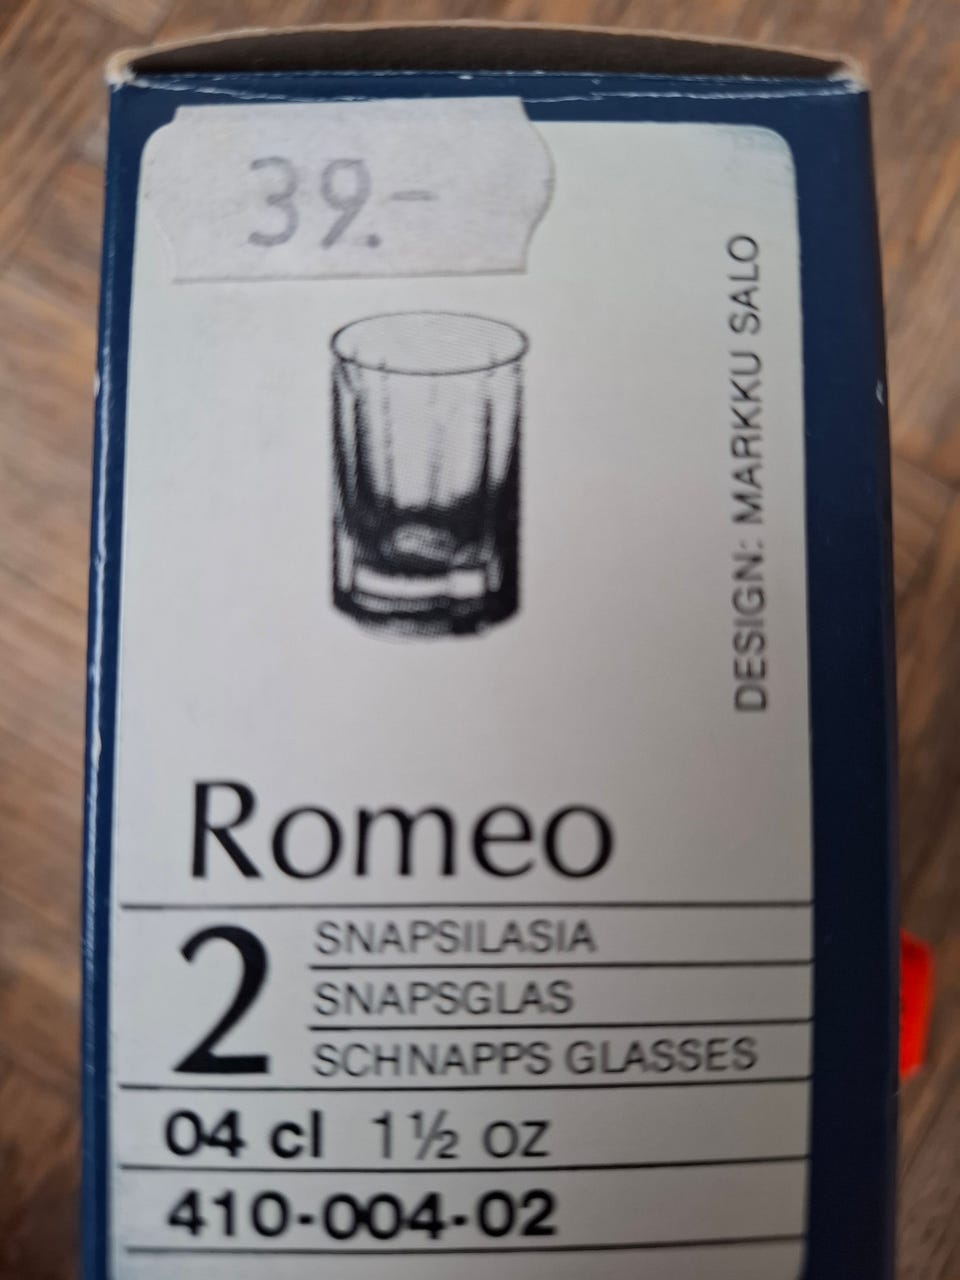 39.-
DESIGN: MARKKU SALO
Romeo
2
SNAPSILASIA
SNAPSGLAS
SCHNAPPS GLASSES
04 cl 1½ oz
410-004-02